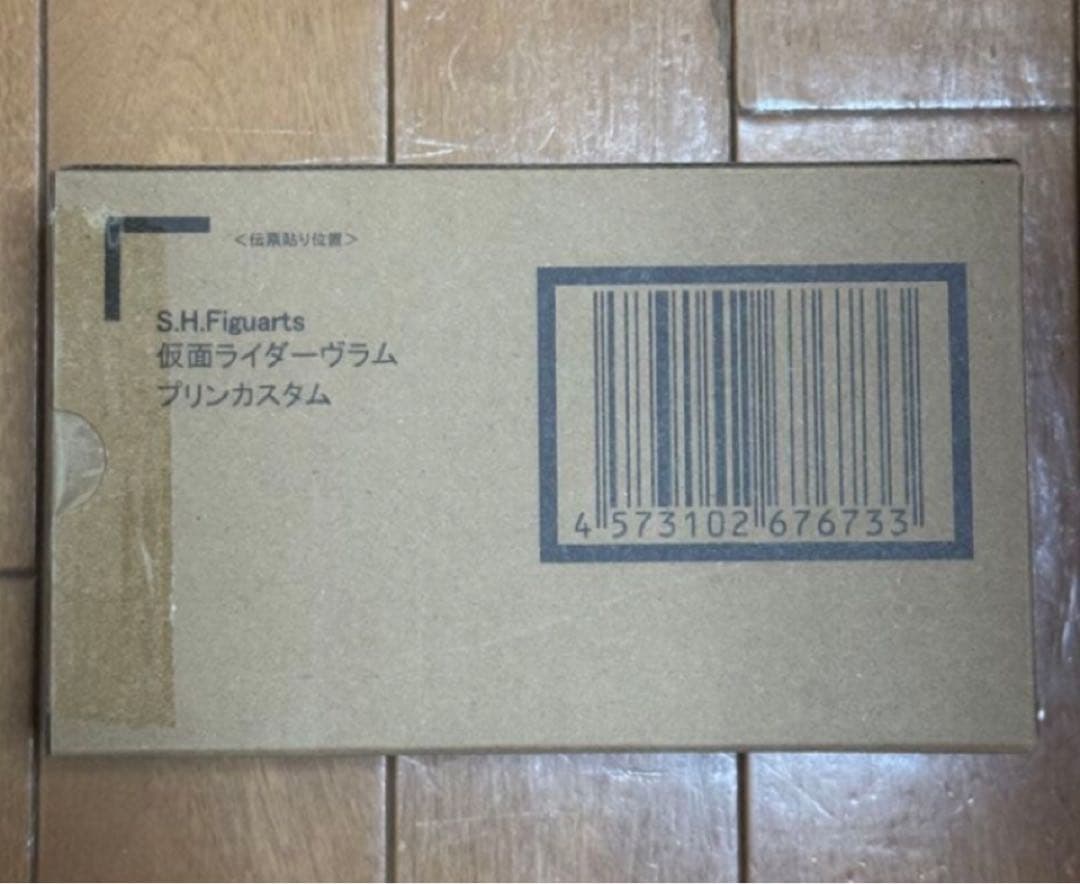 <伝票貼り位置>
S.H.Figuarts
仮面ライダーヴラム
プリンカスタム
4 573102 676733